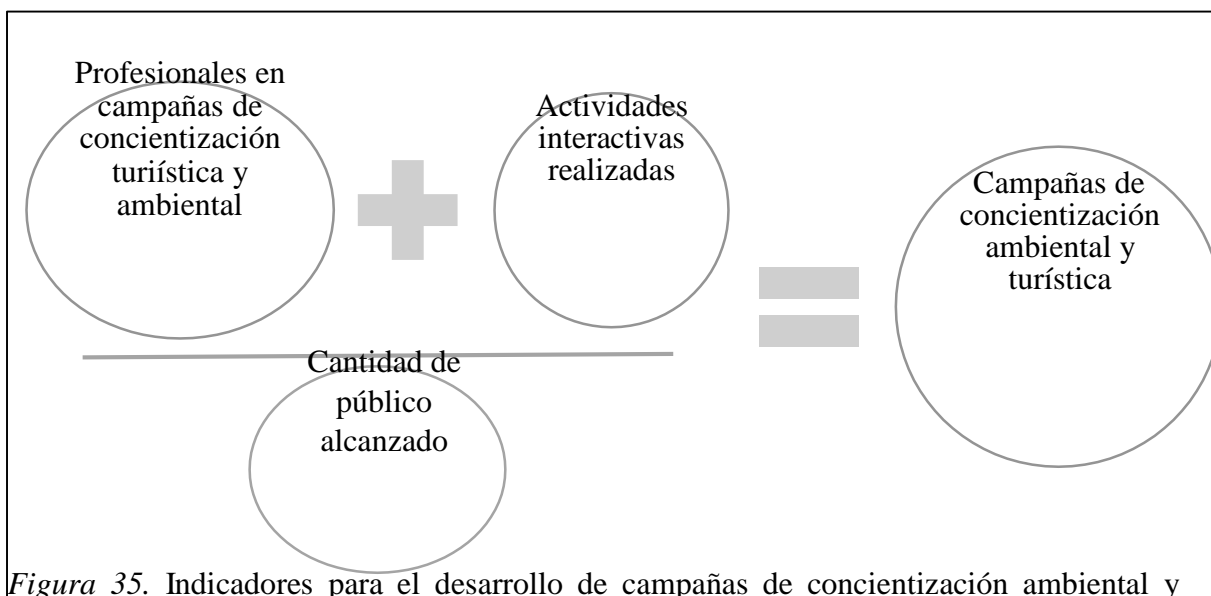 Profesionales en
campañas de
concientización
turiística y
ambiental
Actividades
interactivas
realizadas
Campañas de
concientización
ambiental y
turística
Cantidad de
público
alcanzado
Figura 35. Indicadores para el desarrollo de campañas de concientización ambiental y